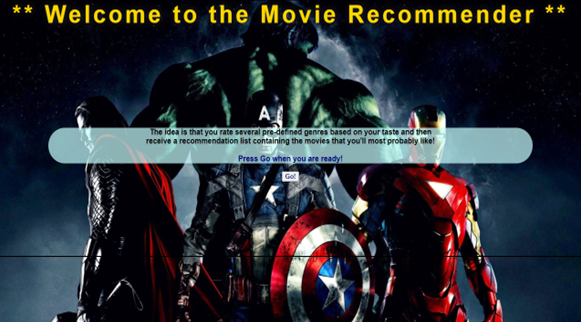 ** Welcome to the Movie Recommender **
A
The idea is that you rate several pre-defined genres based on your taste and then
receive a recommendation list containing the movies that you'll most probably like!
Press Go when you are ready!
Go!